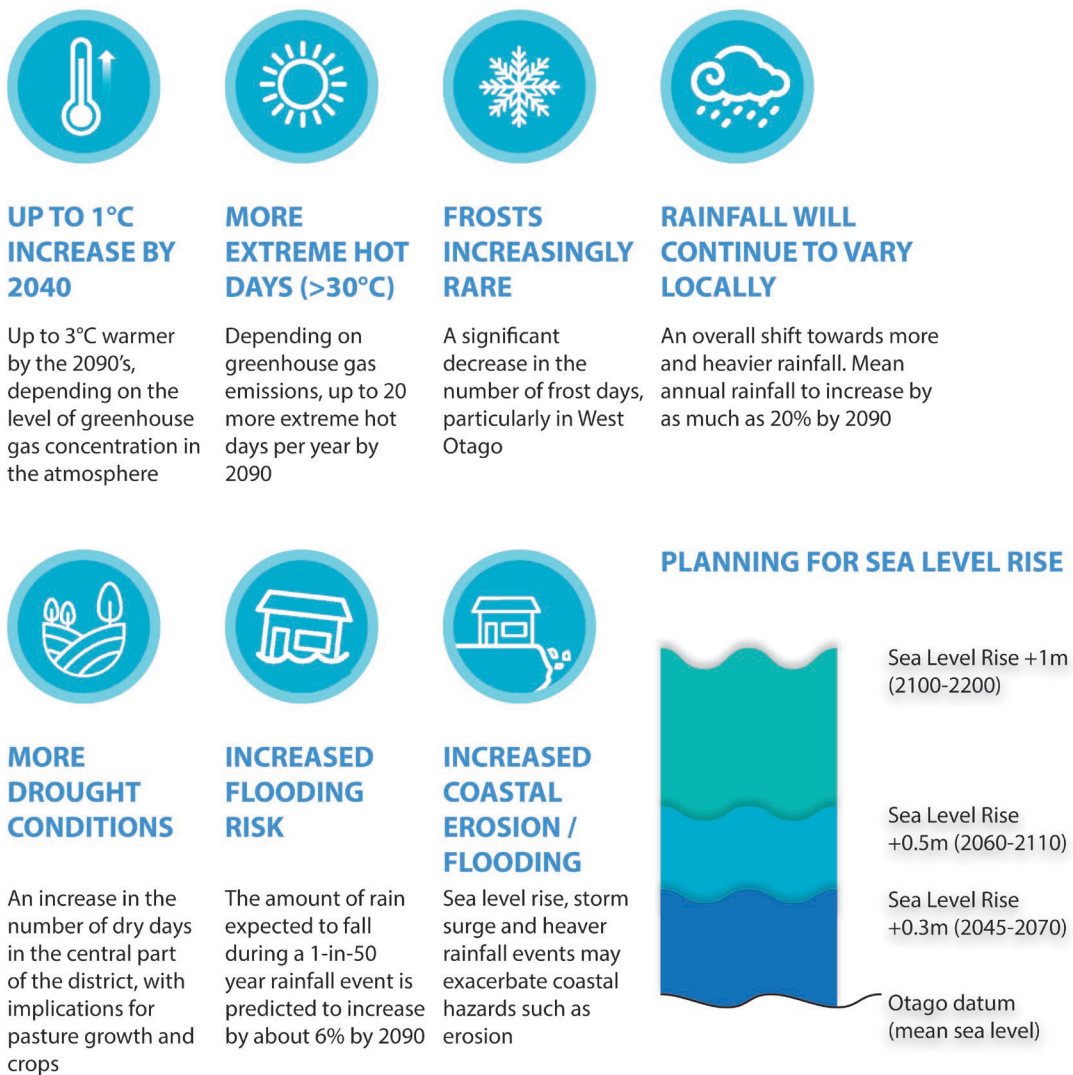 UP TO 1°C
INCREASE BY
2040
Up to 3°C warmer
by the 2090's,
depending on the
level of greenhouse
gas concentration in
the atmosphere
MORE
EXTREME HOT
DAYS (>30°C)
Depending on
greenhouse gas
emissions, up to 20
more extreme hot
days per year by
2090
FROSTS
INCREASINGLY
RARE
A significant
decrease in the
number of frost days,
particularly in West
Otago
RAINFALL WILL
CONTINUE TO VARY
LOCALLY
An overall shift towards more
and heavier rainfall. Mean
annual rainfall to increase by
as much as 20% by 2090
MORE
DROUGHT
CONDITIONS
An increase in the
number of dry days
in the central part
of the district, with
implications for
pasture growth and
crops
INCREASED
FLOODING
RISK
The amount of rain
expected to fall
during a 1-in-50
year rainfall event is
predicted to increase
by about 6% by 2090
INCREASED
COASTAL
EROSION /
FLOODING
Sea level rise, storm
surge and heaver
rainfall events may
exacerbate coastal
hazards such as
erosion
PLANNING FOR SEA LEVEL RISE
Sea Level Rise +1m
(2100-2200)
Sea Level Rise
+0.5m (2060-2110)
Sea Level Rise
+0.3m (2045-2070)
Otago datum
(mean sea level)